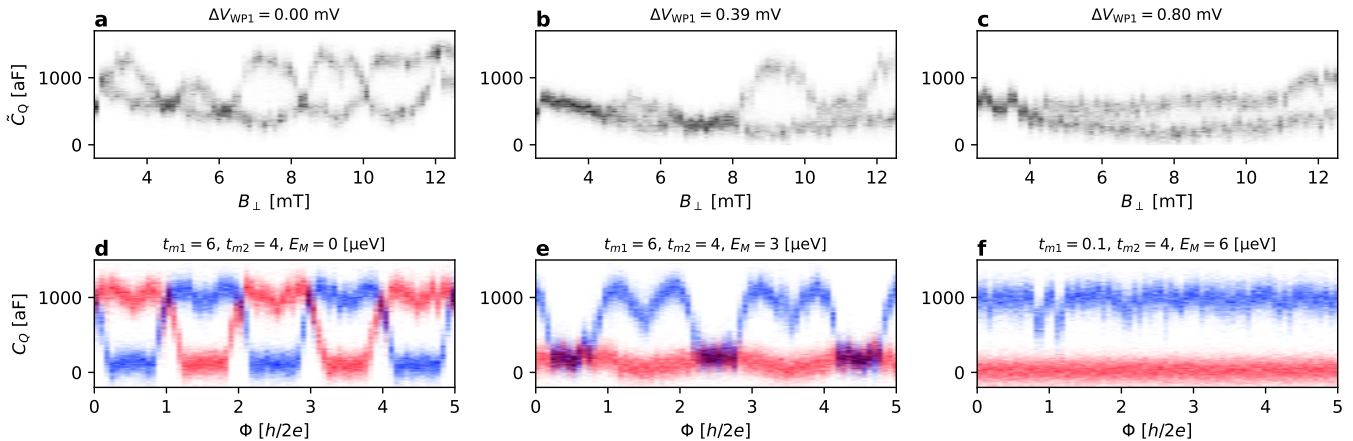 a ΔV_WP1 = 0.00 mV
b ΔV_WP1 = 0.39 mV
c ΔV_WP1 = 0.80 mV
C̃_Q [aF]
1000
0
4 6 8 10 12
B_⊥ [mT]
1000
0
4 6 8 10 12
B_⊥ [mT]
1000
0
4 6 8 10 12
B_⊥ [mT]
d t_m1 = 6, t_m2 = 4, E_M = 0 [µeV]
e t_m1 = 6, t_m2 = 4, E_M = 3 [µeV]
f t_m1 = 0.1, t_m2 = 4, E_M = 6 [µeV]
C_Q [aF]
1000
0
0 1 2 3 4 5
Φ [h/2e]
1000
0
0 1 2 3 4 5
Φ [h/2e]
1000
0
0 1 2 3 4 5
Φ [h/2e]